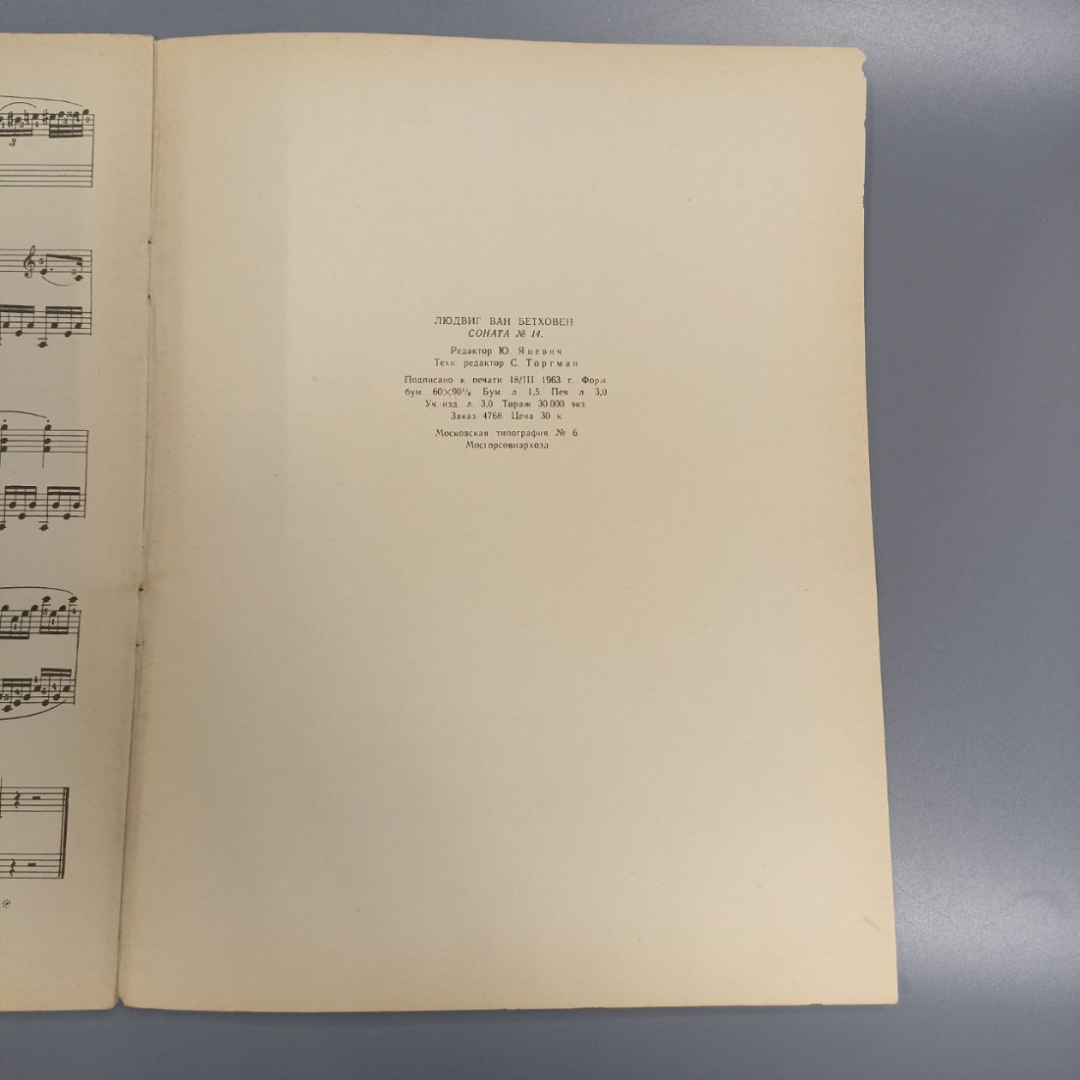 ЛЮДВИГ ВАН БЕТХОВЕН
СОНАТА № 14.
Редактор Ю. Яцевич
Техн. редактор С. Торгман
Подписано к печати 18/III 1963 г. Форм
бум 60×90⅛ Бум л 1,5 Печ л 3,0
Уч.-изд л. 3,0 Тираж 30 000 экз
Заказ 4768. Цена 30 к
Московская типография № 6
Мосгорсовнархоза
3